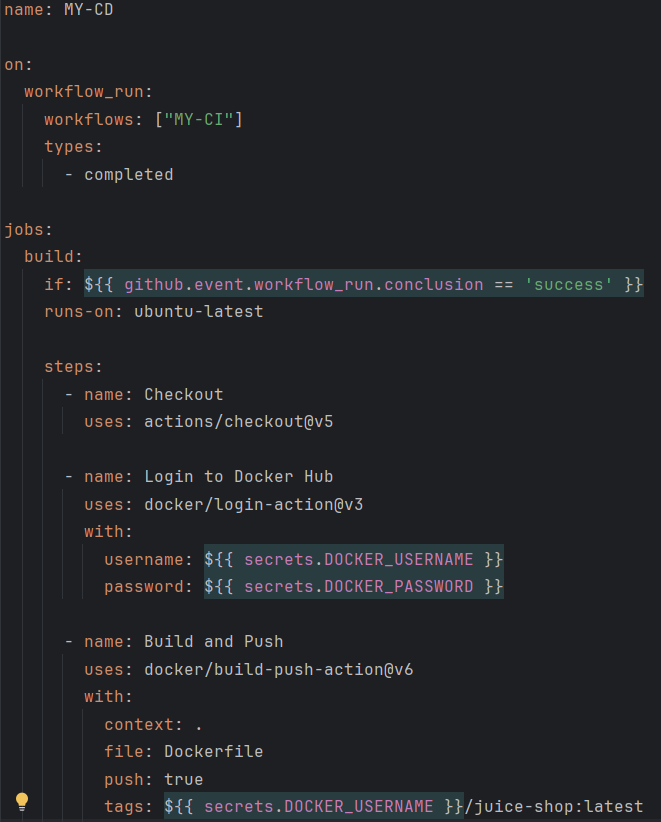 name: MY-CD
on:
  workflow_run:
    workflows: ["MY-CI"]
    types:
      - completed
jobs:
  build:
    if: ${{ github.event.workflow_run.conclusion == 'success' }}
    runs-on: ubuntu-latest
    steps:
      - name: Checkout
        uses: actions/checkout@v5
      - name: Login to Docker Hub
        uses: docker/login-action@v3
        with:
          username: ${{ secrets.DOCKER_USERNAME }}
          password: ${{ secrets.DOCKER_PASSWORD }}
      - name: Build and Push
        uses: docker/build-push-action@v6
        with:
          context: .
          file: Dockerfile
          push: true
          tags: ${{ secrets.DOCKER_USERNAME }}/juice-shop:latest